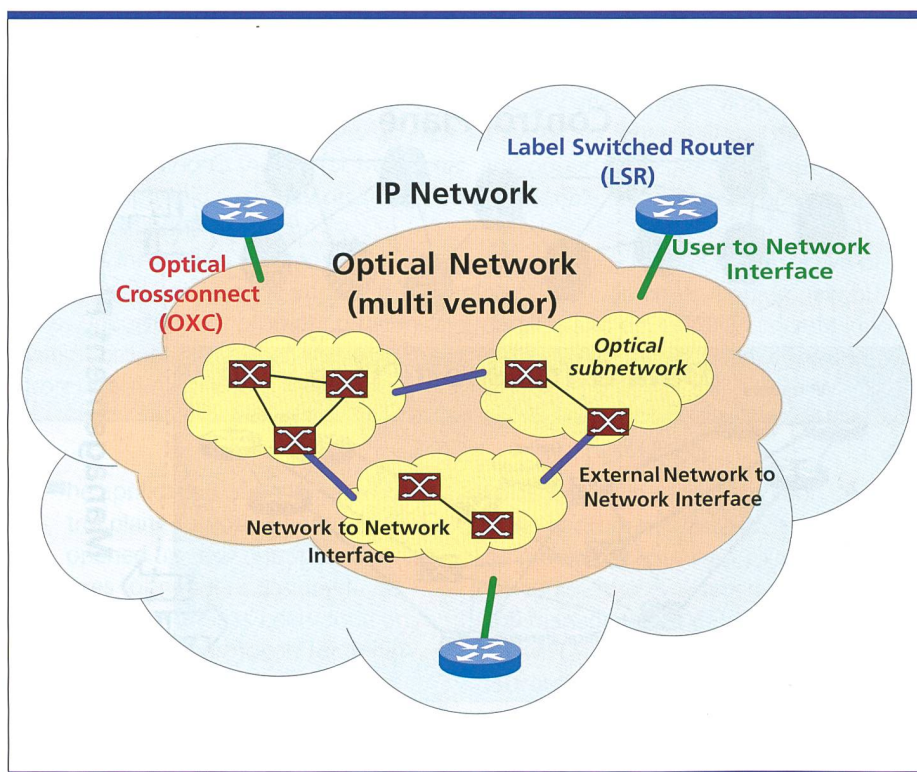 Label Switched Router
(LSR)
IP Network
User to Network
Interface
Optical
Crossconnect
(OXC)
Optical Network
(multi vendor)
Optical
subnetwork
External Network to
Network Interface
Network to Network
Interface